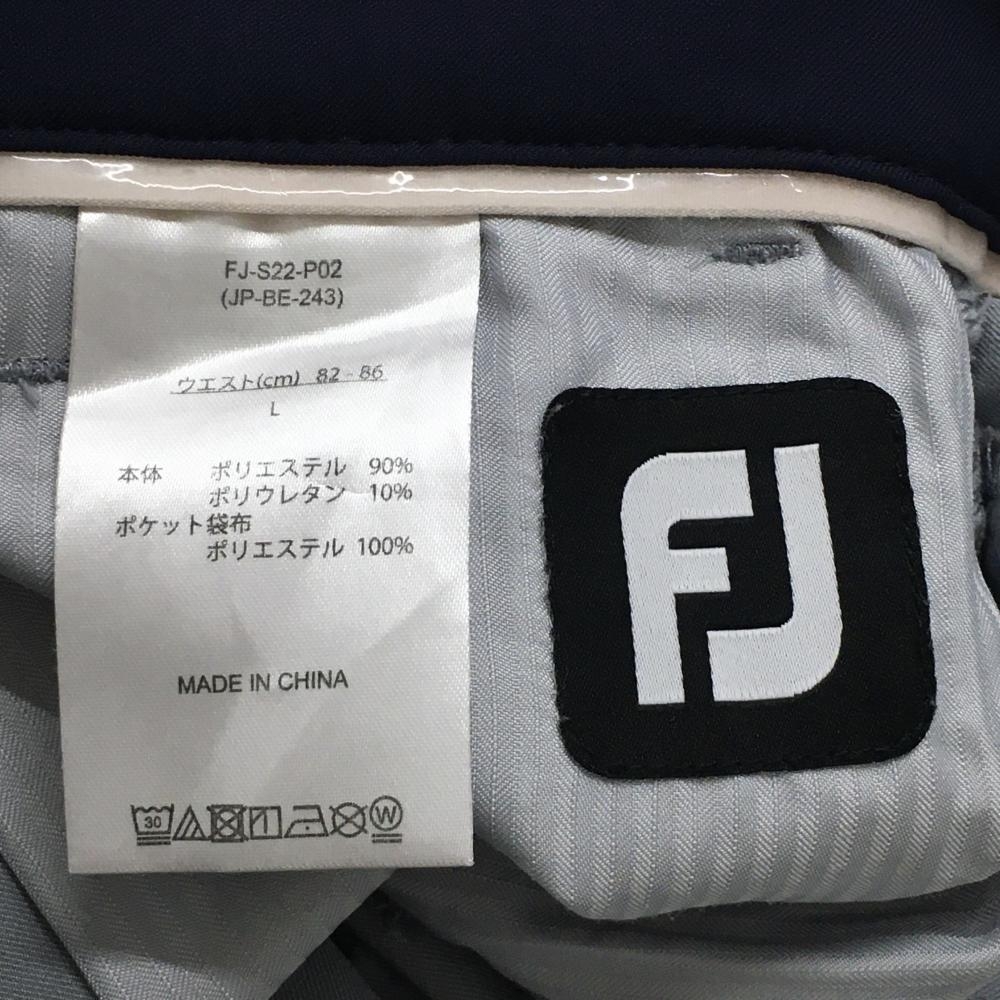 FJ-S22-P02
(JP-BE-243)
ウエスト(cm) 82 - 86
L
本体 ポリエステル 90%
ポリウレタン 10%
ポケット袋布
ポリエステル 100%
MADE IN CHINA
30 W
FJ